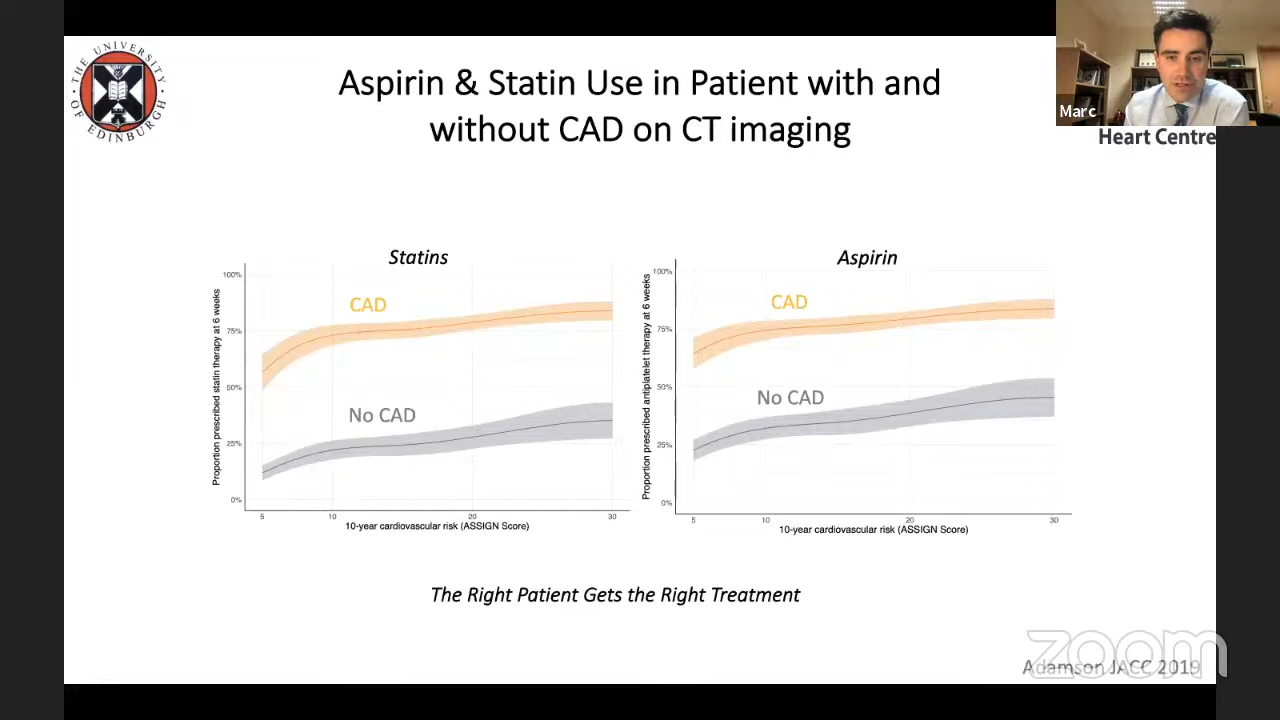 THE UNIVERSITY
OF EDINBURGH
Aspirin & Statin Use in Patient with and
without CAD on CT imaging
Marc
Heart Centre
Statins
100%
75%
50%
25%
0%
CAD
No CAD
5 10 20 30
10-year cardiovascular risk (ASSIGN Score)
Proportion prescribed statin therapy at 6 weeks
Aspirin
100%
75%
50%
25%
0%
CAD
No CAD
5 10 20 30
10-year cardiovascular risk (ASSIGN Score)
Proportion prescribed antiplatelet therapy at 6 weeks
The Right Patient Gets the Right Treatment
zoom
Adamson JACC 2019